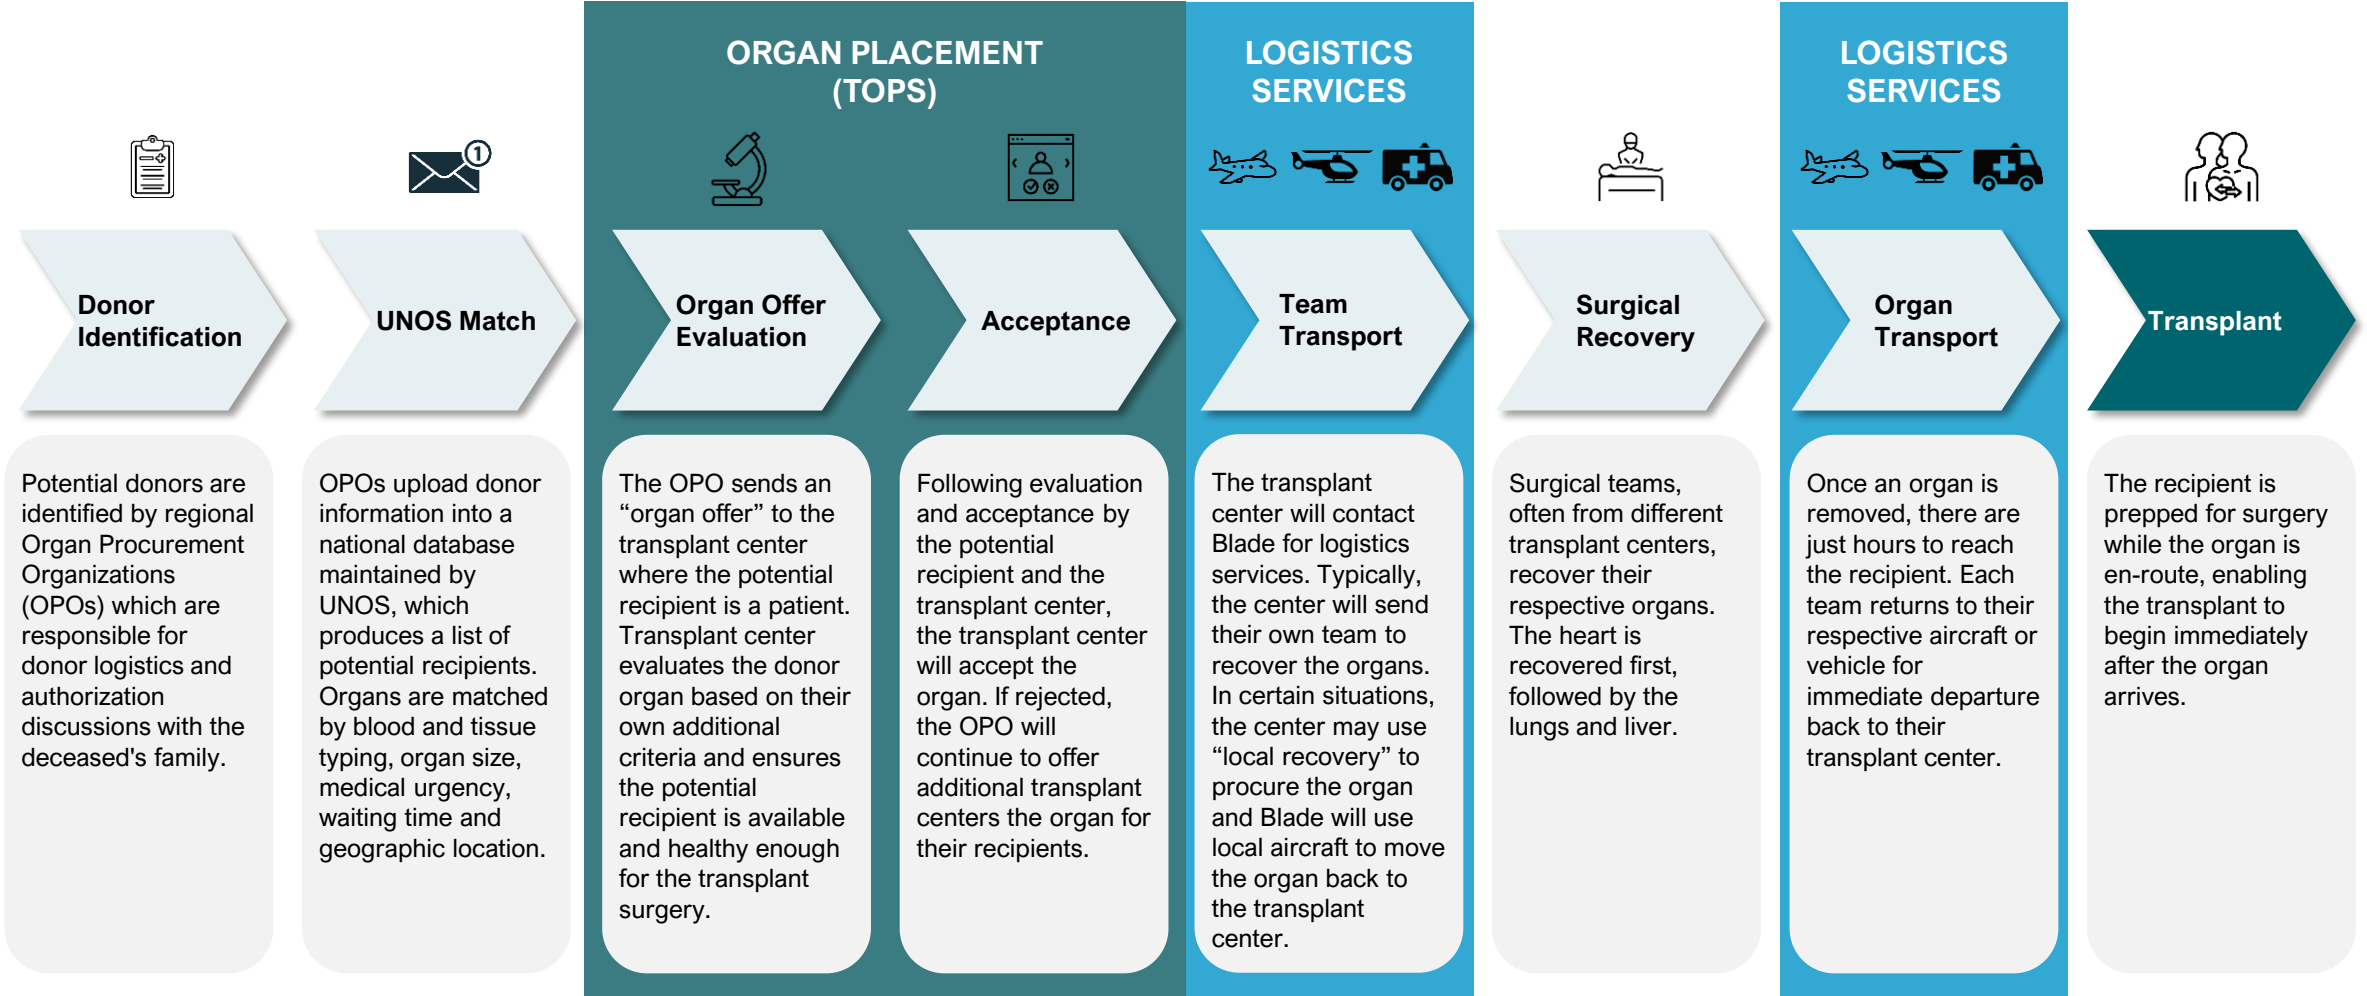 ORGAN PLACEMENT
(TOPS)
LOGISTICS
SERVICES
LOGISTICS
SERVICES
1
Donor
Identification
UNOS Match
Organ Offer
Evaluation
Acceptance
Team
Transport
Surgical
Recovery
Organ
Transport
Transplant
Potential donors are
identified by regional
Organ Procurement
Organizations
(OPOs) which are
responsible for
donor logistics and
authorization
discussions with the
deceased's family.
OPOs upload donor
information into a
national database
maintained by
UNOS, which
produces a list of
potential recipients.
Organs are matched
by blood and tissue
typing, organ size,
medical urgency,
waiting time and
geographic location.
The OPO sends an
“organ offer” to the
transplant center
where the potential
recipient is a patient.
Transplant center
evaluates the donor
organ based on their
own additional
criteria and ensures
the potential
recipient is available
and healthy enough
for the transplant
surgery.
Following evaluation
and acceptance by
the potential
recipient and the
transplant center,
the transplant center
will accept the
organ. If rejected,
the OPO will
continue to offer
additional transplant
centers the organ for
their recipients.
The transplant
center will contact
Blade for logistics
services. Typically,
the center will send
their own team to
recover the organs.
In certain situations,
the center may use
“local recovery” to
procure the organ
and Blade will use
local aircraft to move
the organ back to
the transplant
center.
Surgical teams,
often from different
transplant centers,
recover their
respective organs.
The heart is
recovered first,
followed by the
lungs and liver.
Once an organ is
removed, there are
just hours to reach
the recipient. Each
team returns to their
respective aircraft or
vehicle for
immediate departure
back to their
transplant center.
The recipient is
prepped for surgery
while the organ is
en-route, enabling
the transplant to
begin immediately
after the organ
arrives.